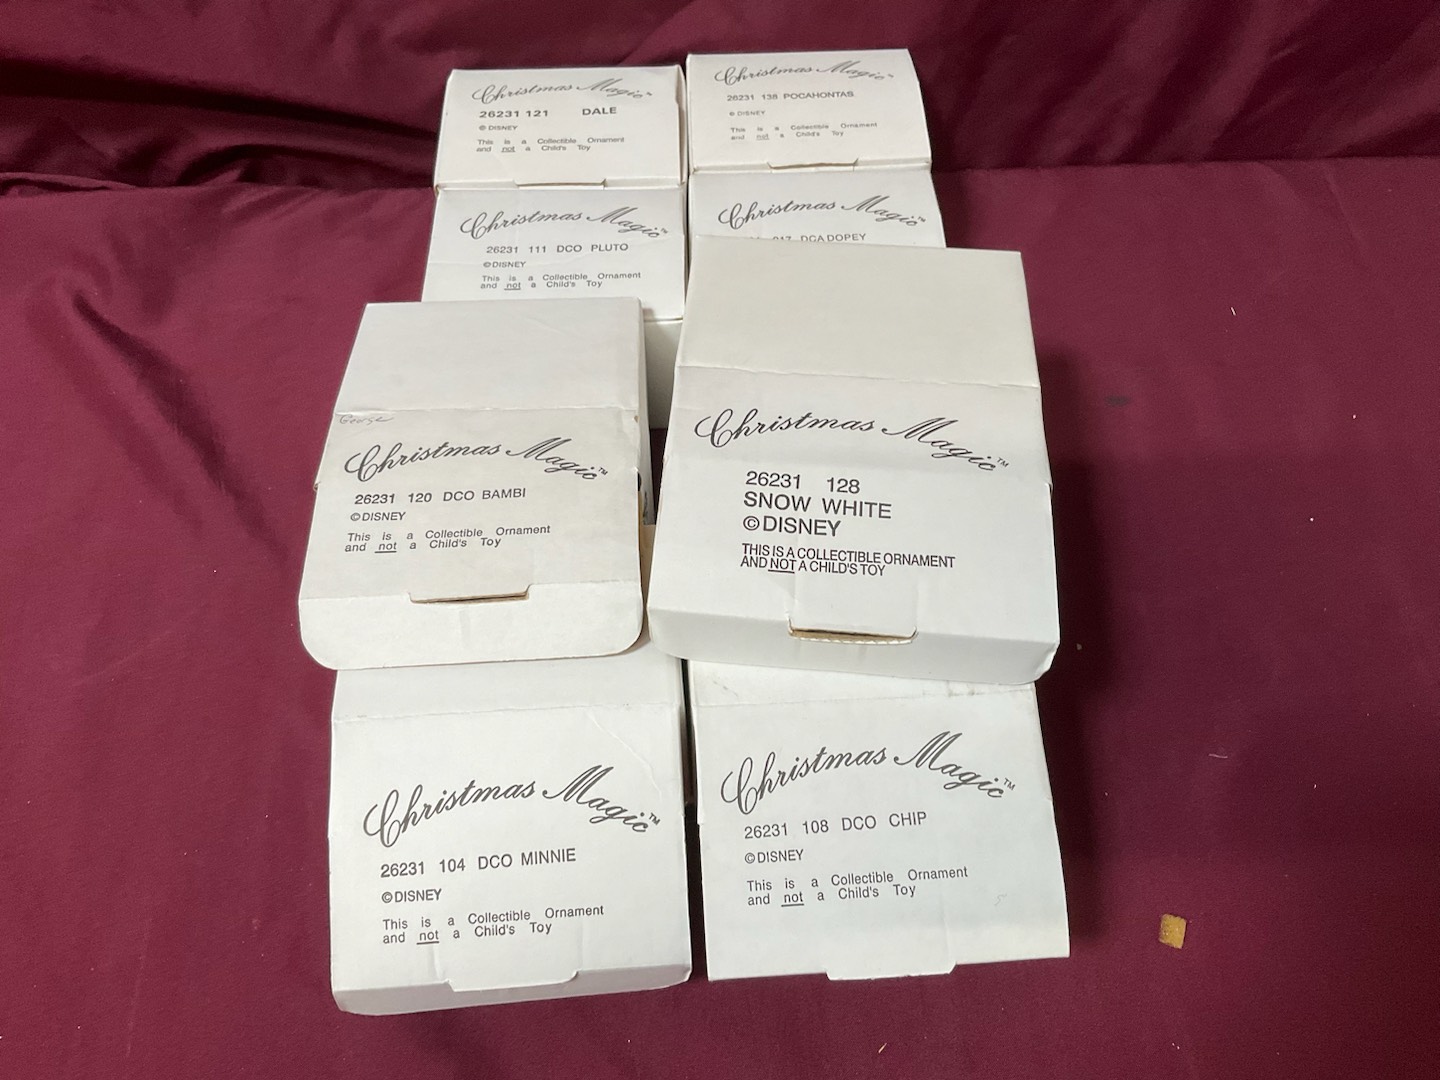 Christmas Magic™
26231 121 DALE
© DISNEY
This is a Collectible Ornament
and not a Child's Toy
Christmas Magic™
26231 138 POCAHONTAS
© DISNEY
This is a Collectible Ornament
and not a Child's Toy
Christmas Magic™
26231 111 DCO PLUTO
© DISNEY
This is a Collectible Ornament
and not a Child's Toy
Christmas Magic™
017 DCA DOPEY
George
Christmas Magic™
26231 120 DCO BAMBI
© DISNEY
This is a Collectible Ornament
and not a Child's Toy
Christmas Magic™
26231 128
SNOW WHITE
© DISNEY
THIS IS A COLLECTIBLE ORNAMENT
AND NOT A CHILD'S TOY
Christmas Magic™
26231 104 DCO MINNIE
© DISNEY
This is a Collectible Ornament
and not a Child's Toy
Christmas Magic™
26231 108 DCO CHIP
© DISNEY
This is a Collectible Ornament
and not a Child's Toy